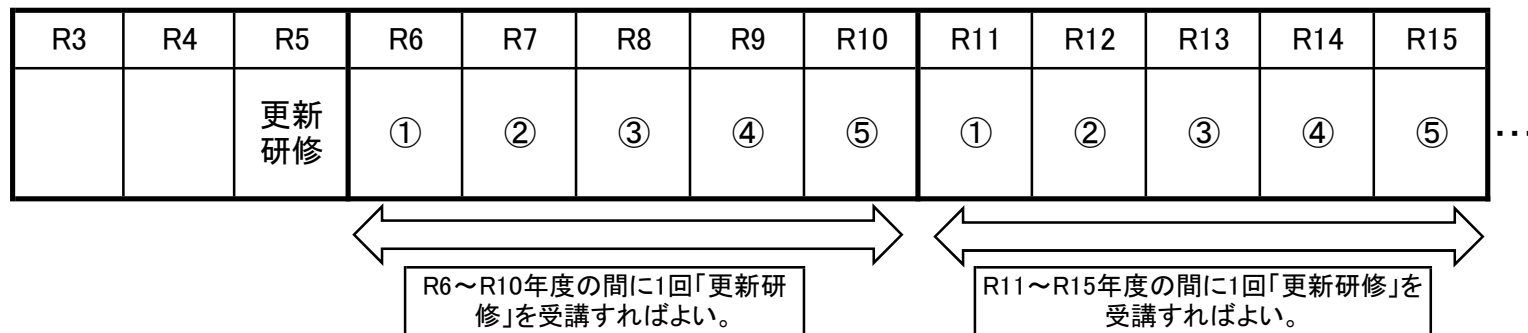 R3 R4 R5 R6 R7 R8 R9 R10 R11 R12 R13 R14 R15
更新
研修
① ② ③ ④ ⑤ ① ② ③ ④ ⑤ …
R6～R10年度の間に1回｢更新研
修｣を受講すればよい。
R11～R15年度の間に1回｢更新研修｣を
受講すればよい。